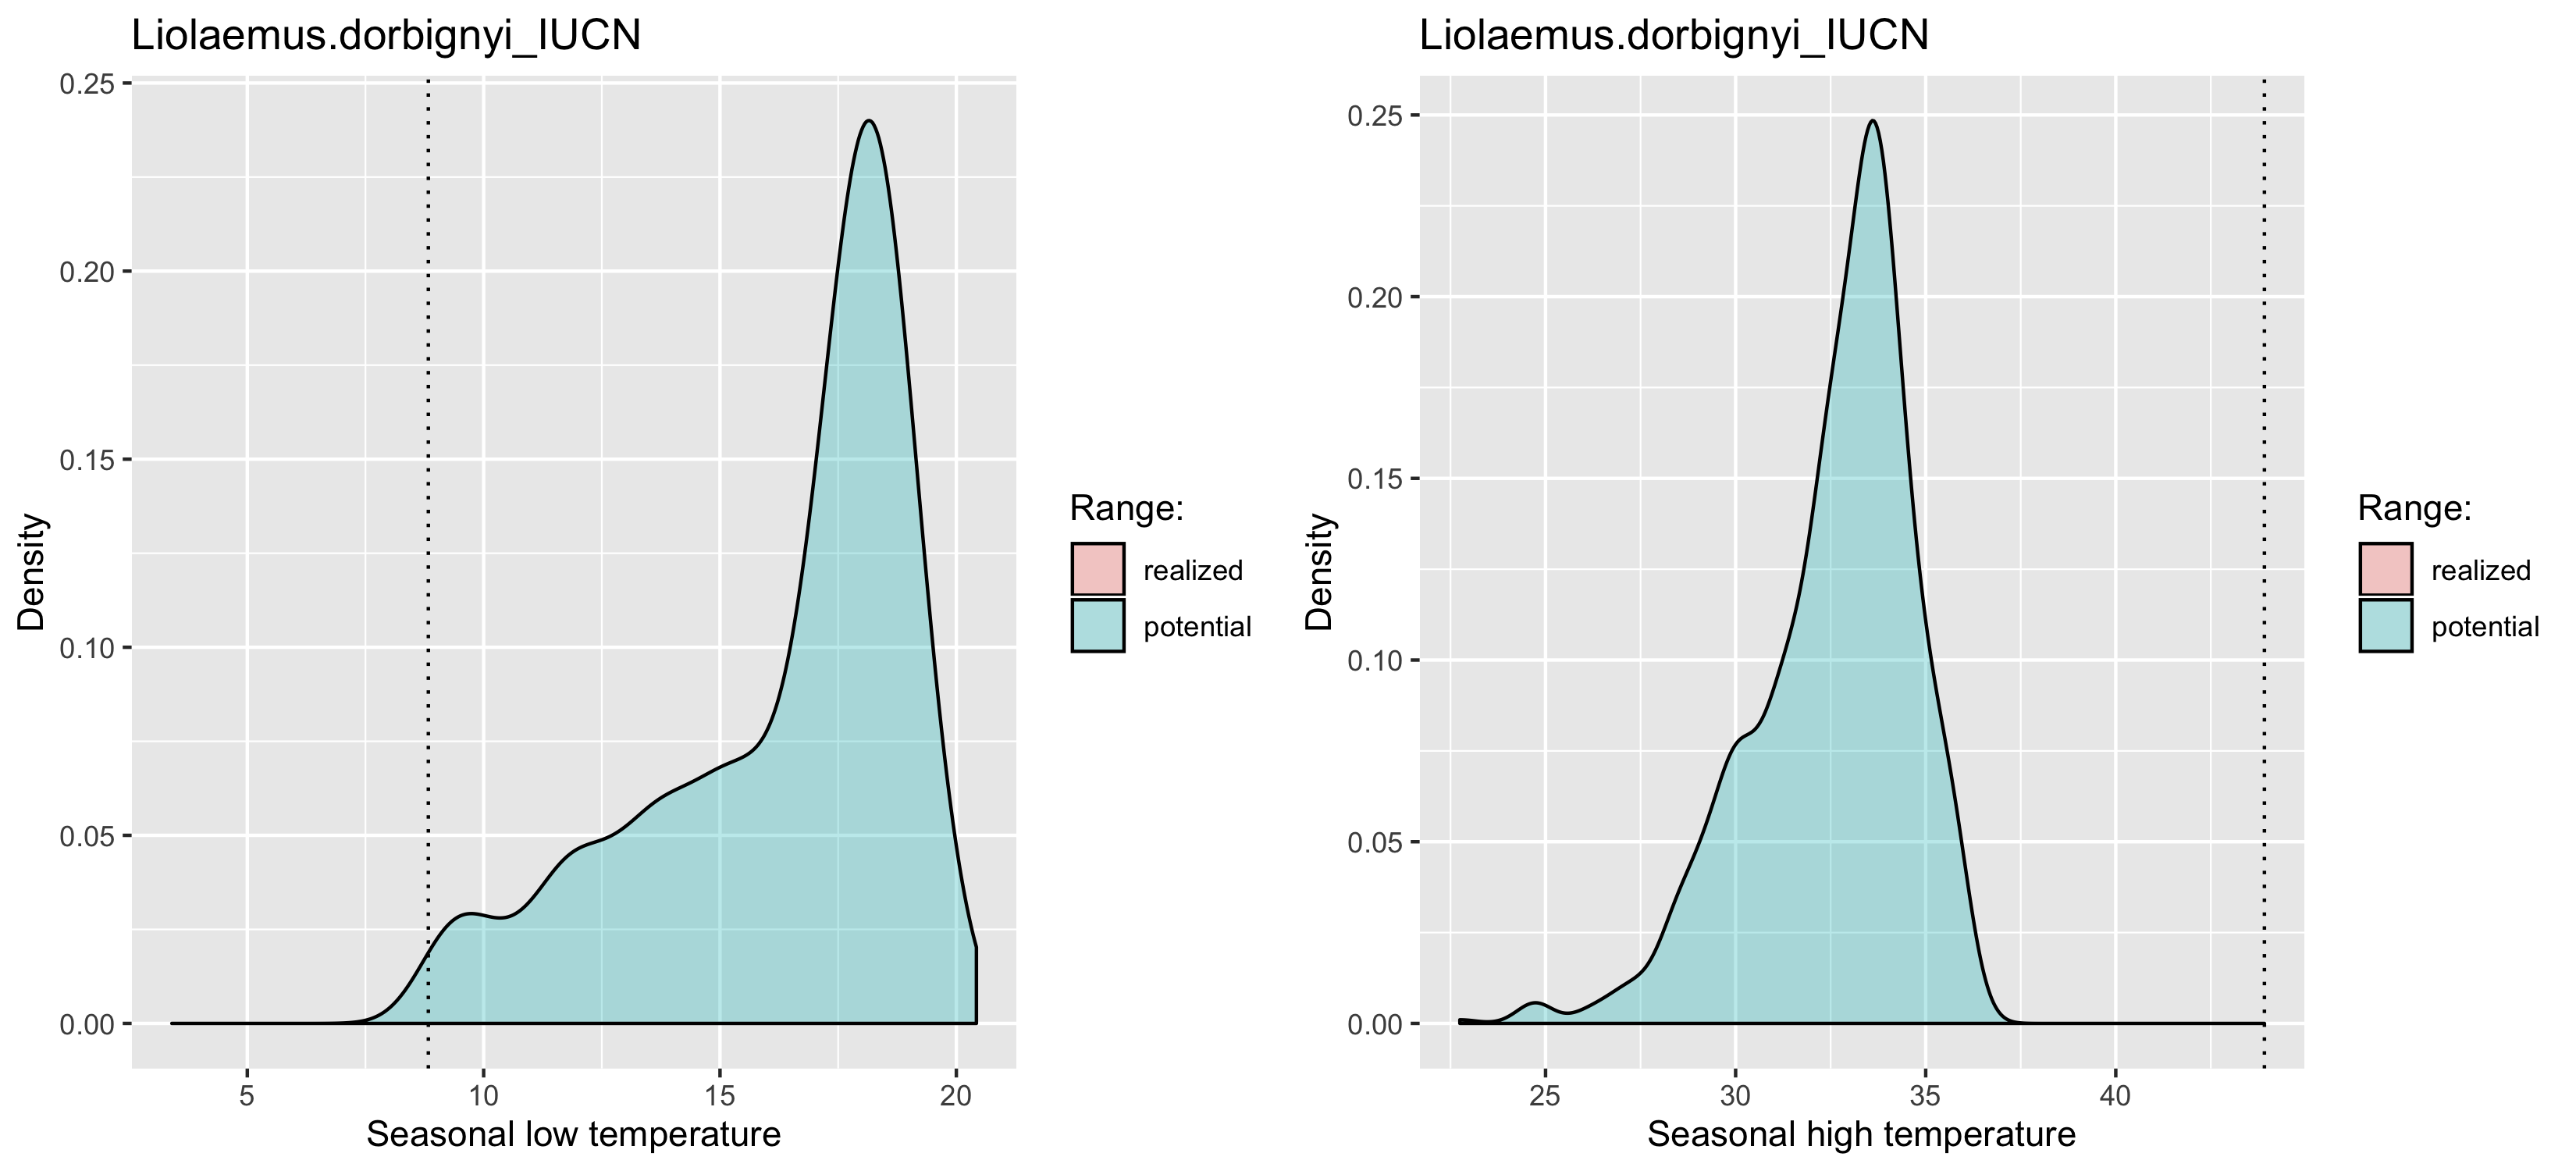 Liolaemus.dorbignyi_IUCN
0.25
0.20
0.15
0.10
0.05
0.00
Density
5 10 15 20
Seasonal low temperature
Range:
realized
potential
Liolaemus.dorbignyi_IUCN
0.25
0.20
0.15
0.10
0.05
0.00
Density
25 30 35 40
Seasonal high temperature
Range:
realized
potential